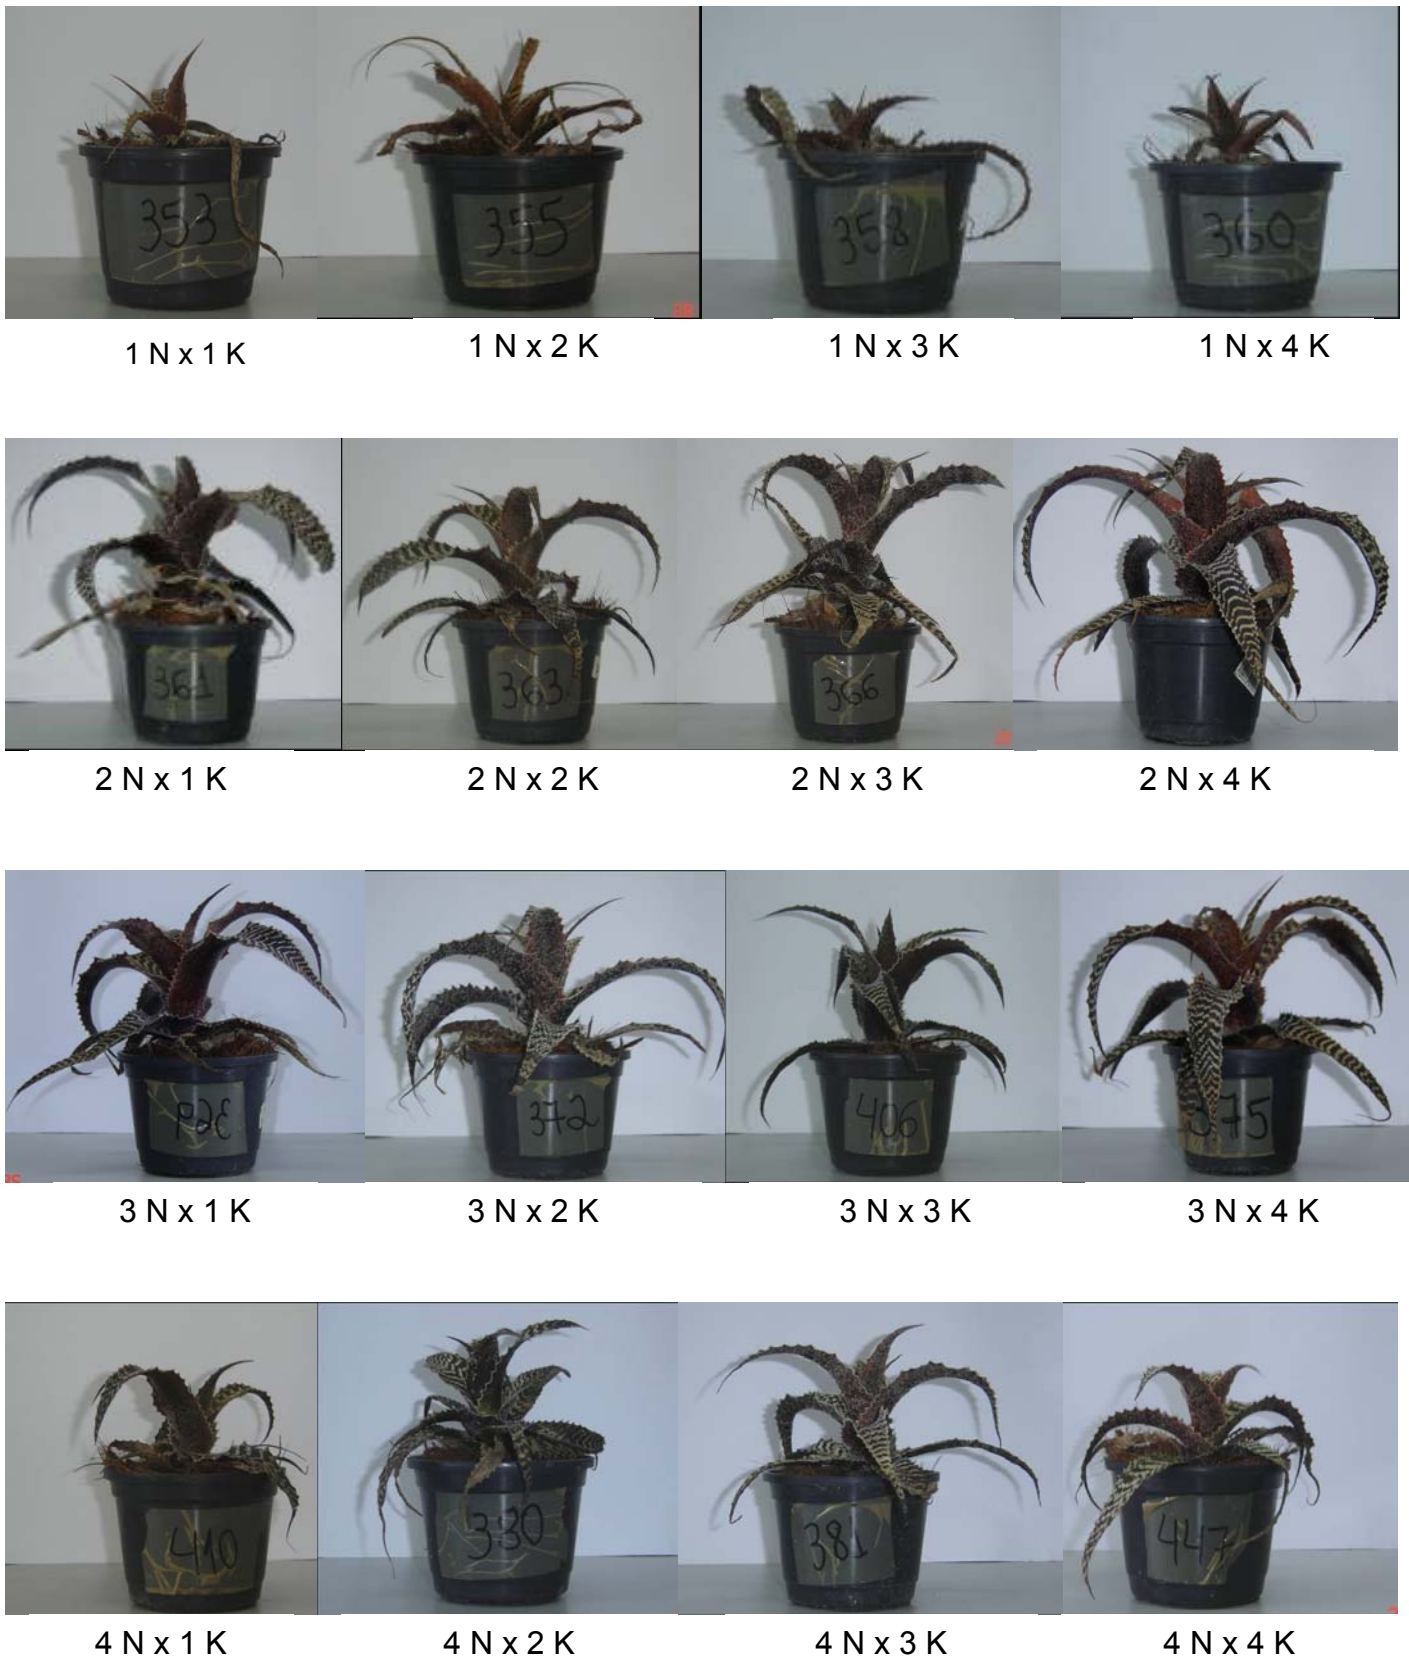 353 355 358 360
1 N x 1 K 1 N x 2 K 1 N x 3 K 1 N x 4 K
361 363 366
2 N x 1 K 2 N x 2 K 2 N x 3 K 2 N x 4 K
369 372 406 375
3 N x 1 K 3 N x 2 K 3 N x 3 K 3 N x 4 K
410 380 381 447
4 N x 1 K 4 N x 2 K 4 N x 3 K 4 N x 4 K